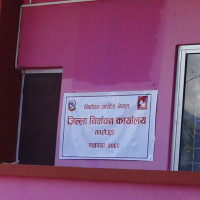 निर्वाचन आयोग नेपाल
जिल्ला निर्वाचन कार्यालय
ताप्लेजुङ